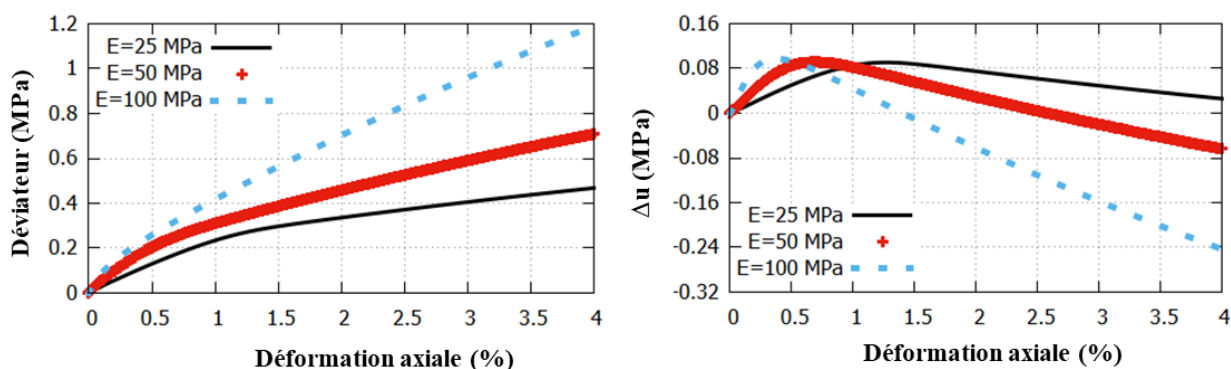 1.2
1
0.8
0.6
0.4
0.2
0
Déviateur (MPa)
E=25 MPa
E=50 MPa
E=100 MPa
0 0.5 1 1.5 2 2.5 3 3.5 4
Déformation axiale (%)
0.16
0.08
0
-0.08
-0.16
-0.24
-0.32
Δu (MPa)
E=25 MPa
E=50 MPa
E=100 MPa
0 0.5 1 1.5 2 2.5 3 3.5 4
Déformation axiale (%)